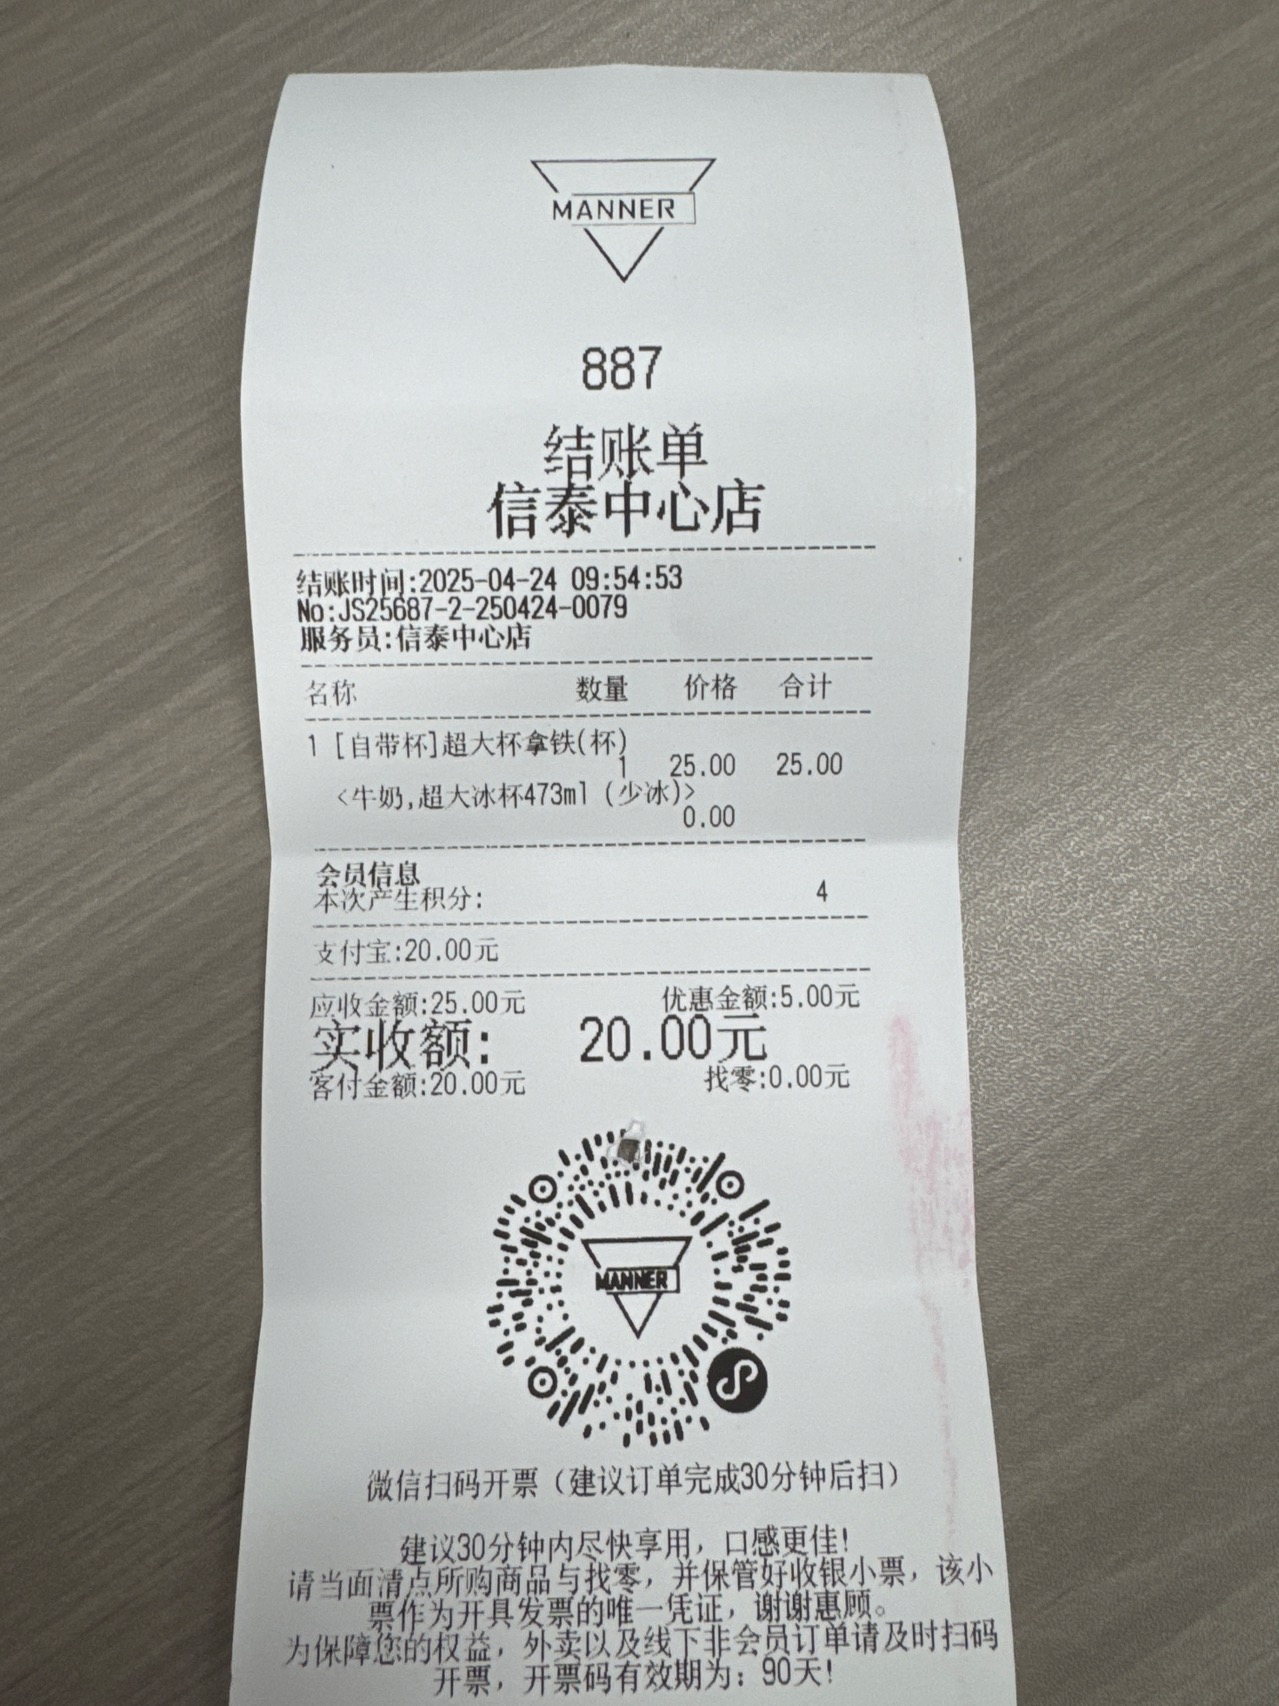 MANNER
887
结账单
信泰中心店
结账时间:2025-04-24 09:54:53
No:JS25687-2-250424-0079
服务员:信泰中心店
名称 数量 价格 合计
1 [自带杯]超大杯拿铁(杯)
1 25.00 25.00
<牛奶,超大冰杯473ml (少冰)>
0.00
会员信息
本次产生积分: 4
支付宝:20.00元
应收金额:25.00元 优惠金额:5.00元
实收额: 20.00元
客付金额:20.00元 找零:0.00元
MANNER
微信扫码开票（建议订单完成30分钟后扫）
建议30分钟内尽快享用，口感更佳!
请当面清点所购商品与找零，并保管好收银小票，该小
票作为开具发票的唯一凭证，谢谢惠顾。
为保障您的权益，外卖以及线下非会员订单请及时扫码
开票，开票码有效期为：90天!